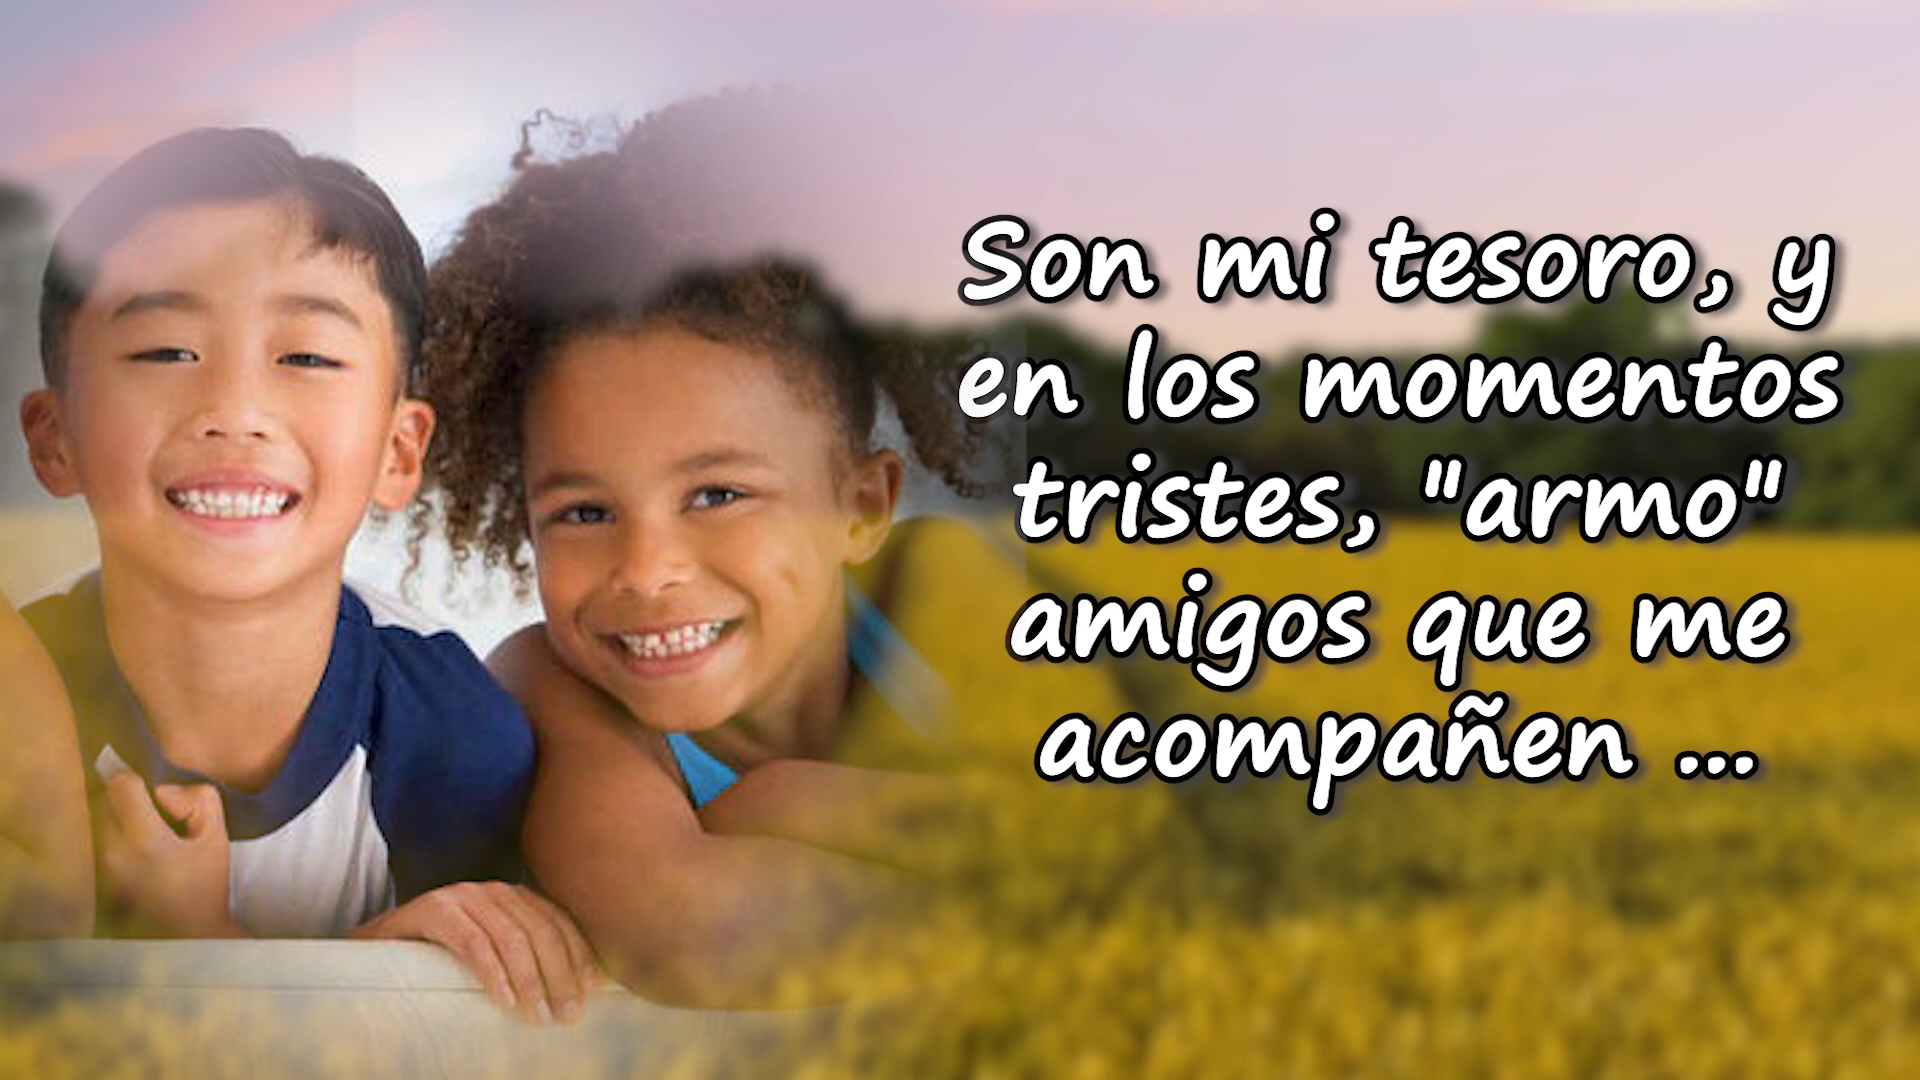 Son mi tesoro, y
en los momentos
tristes, "armo"
amigos que me
acompañen ...